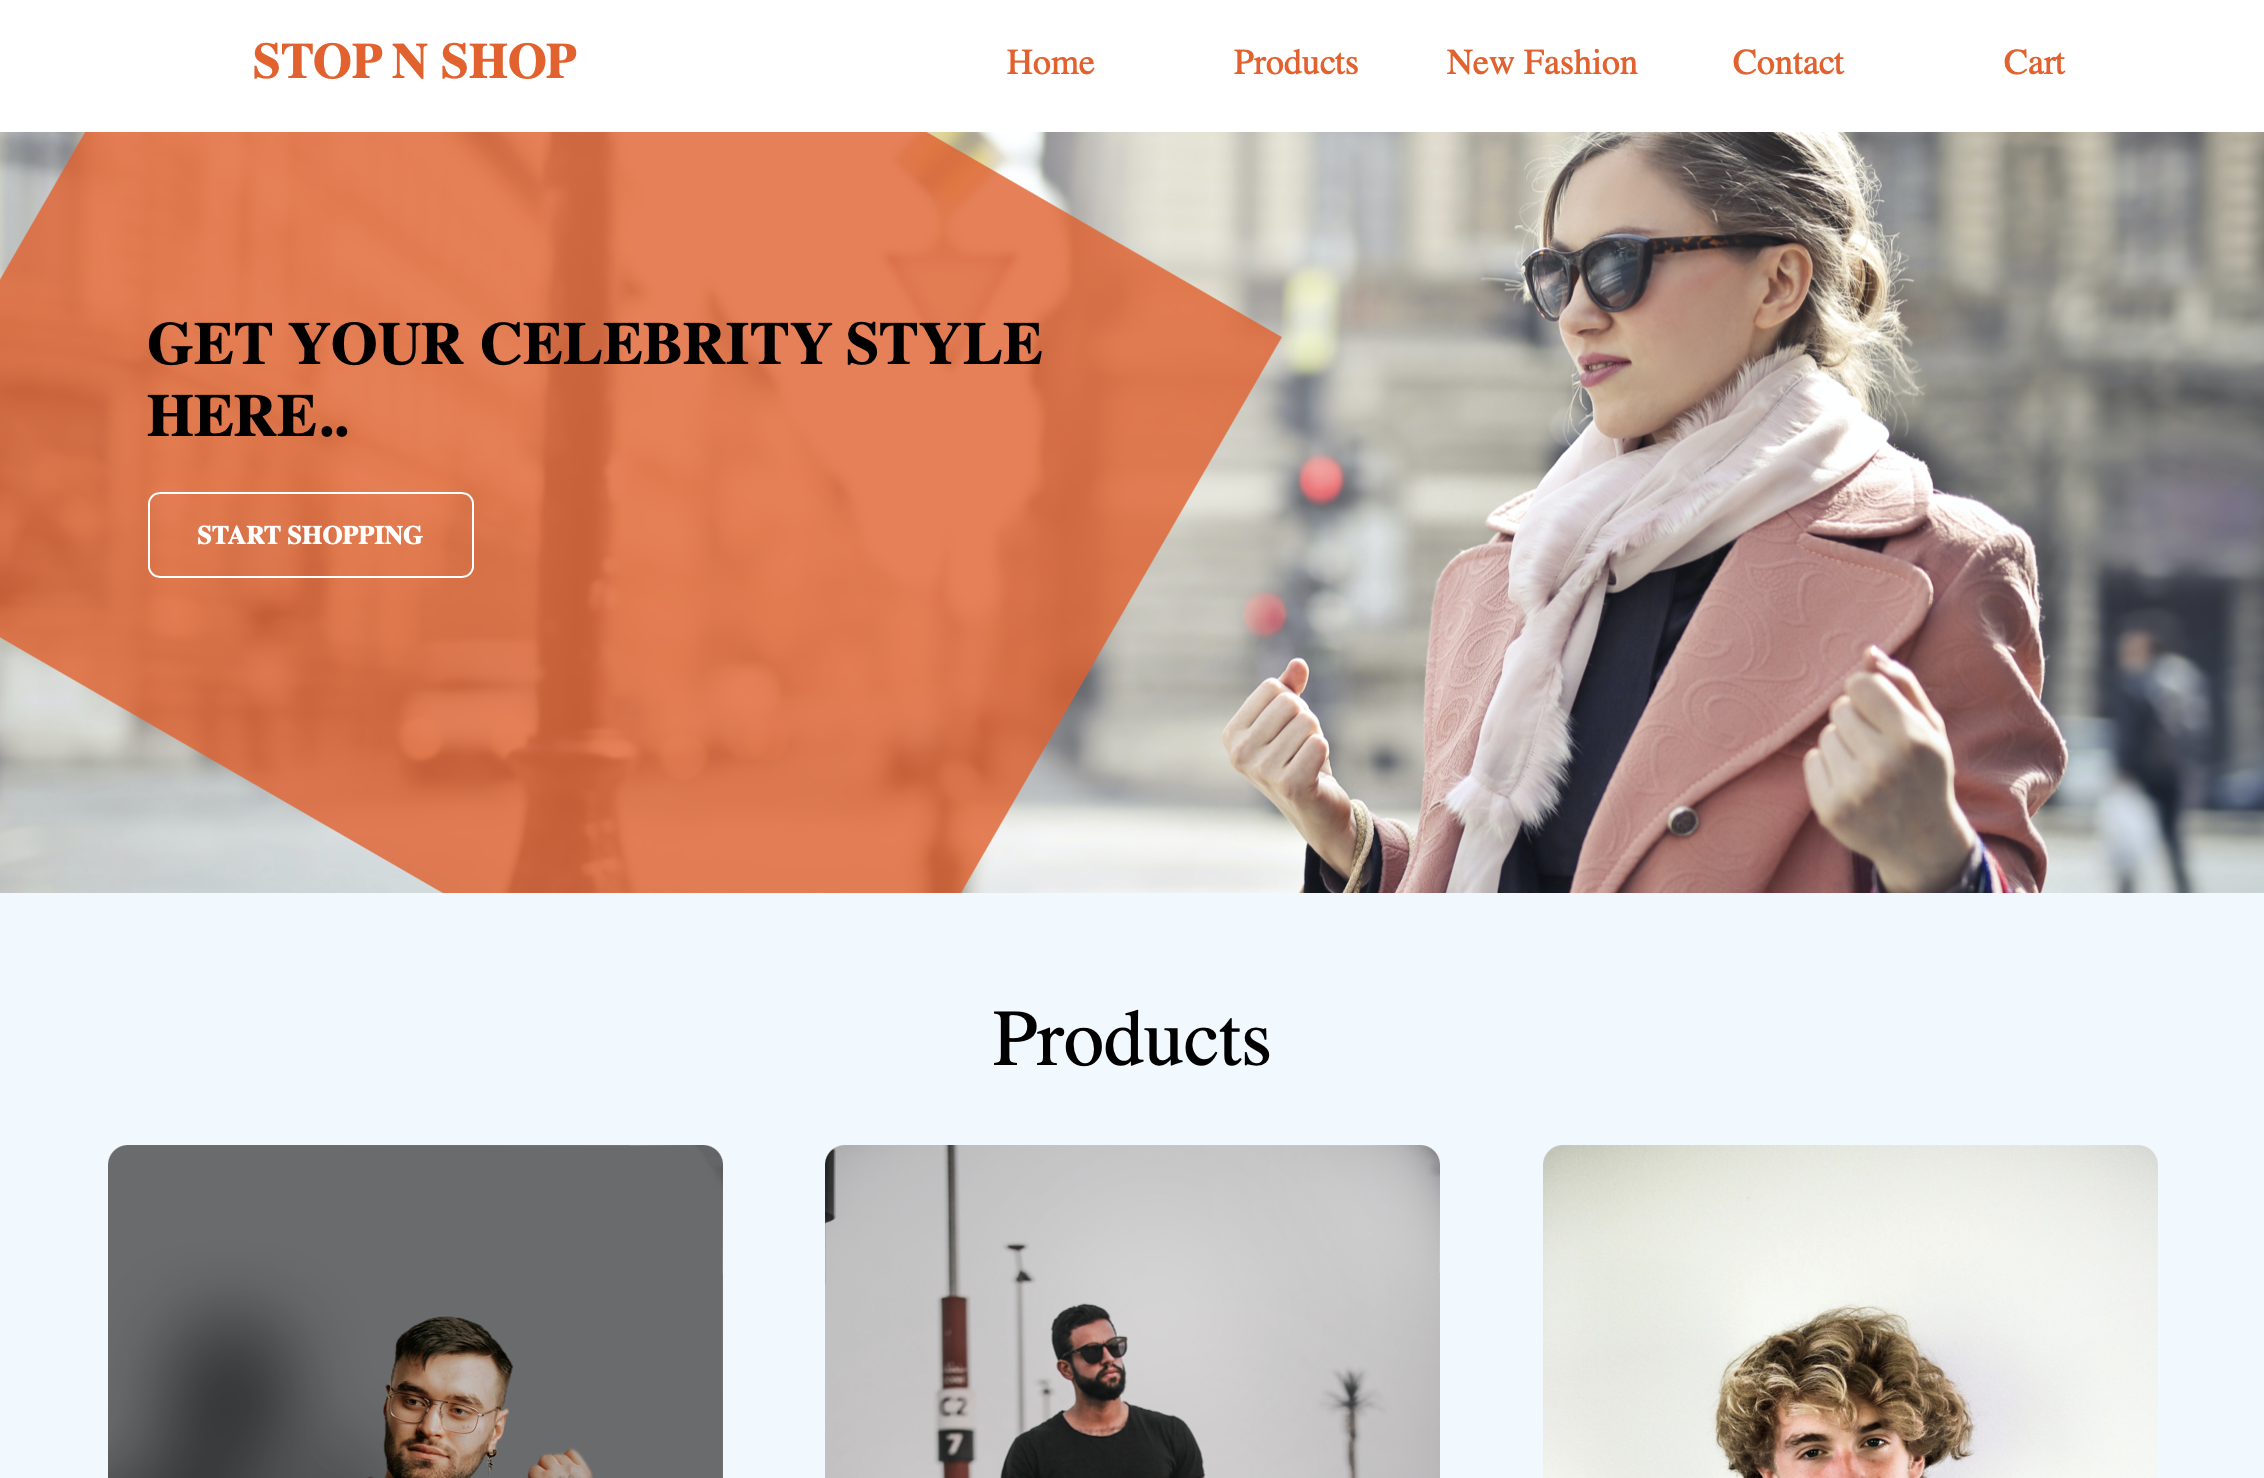 STOP N SHOP
Home Products New Fashion Contact Cart
GET YOUR CELEBRITY STYLE
HERE..
START SHOPPING
Products
C2
7